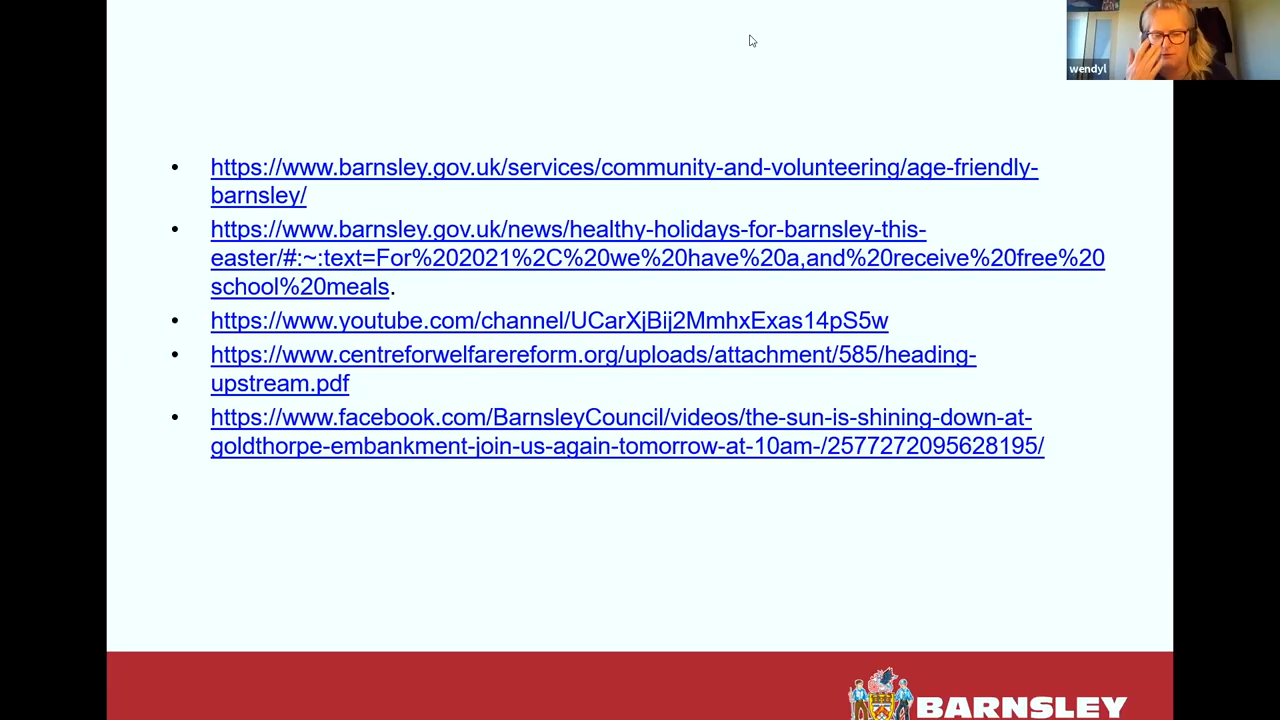 wendyl
• https://www.barnsley.gov.uk/services/community-and-volunteering/age-friendly-
barnsley/
• https://www.barnsley.gov.uk/news/healthy-holidays-for-barnsley-this-
easter/#:~:text=For%202021%2C%20we%20have%20a,and%20receive%20free%20
school%20meals.
• https://www.youtube.com/channel/UCarXjBij2MmhxExas14pS5w
• https://www.centreforwelfarereform.org/uploads/attachment/585/heading-
upstream.pdf
• https://www.facebook.com/BarnsleyCouncil/videos/the-sun-is-shining-down-at-
goldthorpe-embankment-join-us-again-tomorrow-at-10am-/2577272095628195/
BARNSLEY